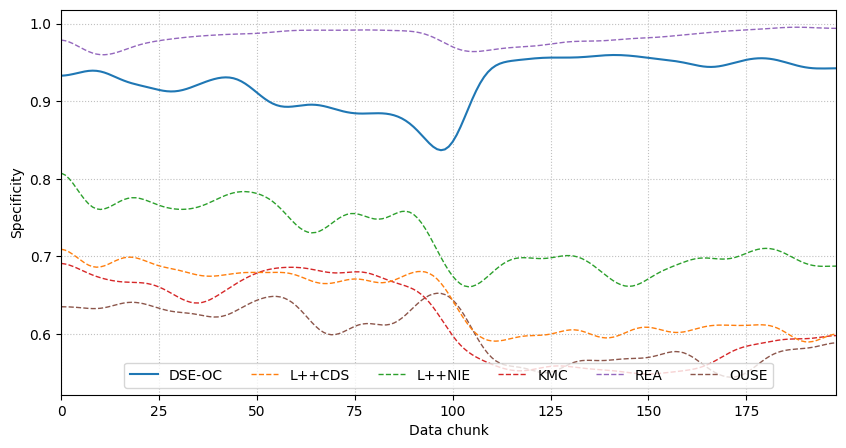 1.0
0.9
0.8
0.7
0.6
Specificity
DSE-OC L++CDS L++NIE KMC REA OUSE
0 25 50 75 100 125 150 175
Data chunk